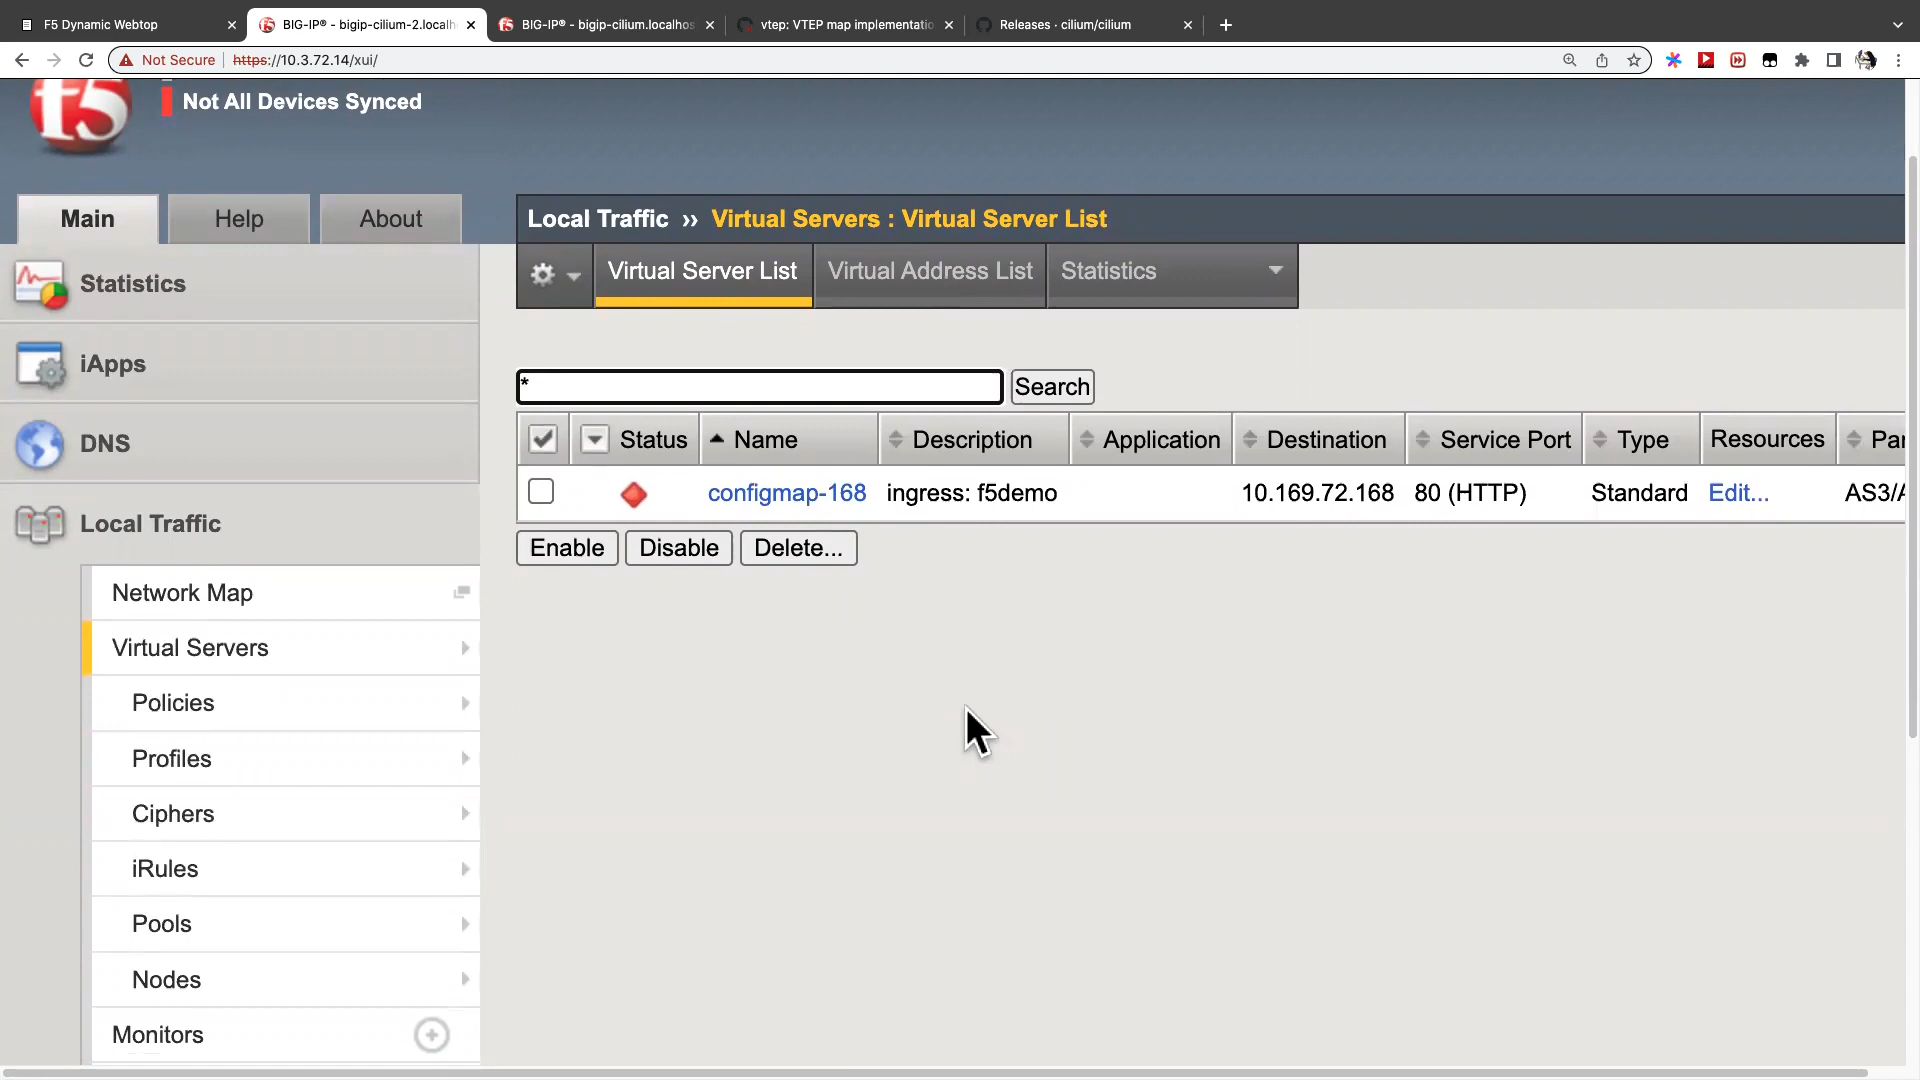 F5 Dynamic Webtop
BIG-IP® - bigip-cilium-2.localh
BIG-IP® - bigip-cilium.localhos
vtep: VTEP map implementatio
Releases · cilium/cilium
Not Secure
https://10.3.72.14/xui/
f5
Not All Devices Synced
Main
Help
About
Local Traffic ›› Virtual Servers : Virtual Server List
Virtual Server List
Virtual Address List
Statistics
Statistics
iApps
DNS
Local Traffic
Network Map
Virtual Servers
Policies
Profiles
Ciphers
iRules
Pools
Nodes
Monitors
*
Search
Status Name Description Application Destination Service Port Type Resources Par
configmap-168 ingress: f5demo 10.169.72.168 80 (HTTP) Standard Edit... AS3/A
Enable Disable Delete...